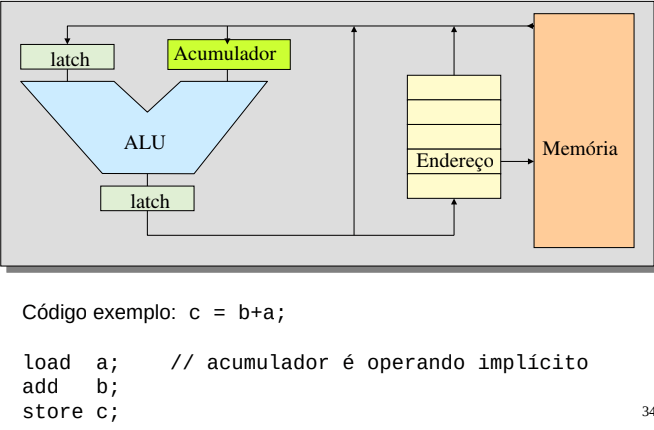 latch
Acumulador
ALU
Endereço
Memória
latch
Código exemplo: c = b+a;
load a; // acumulador é operando implícito
add b;
store c;
34